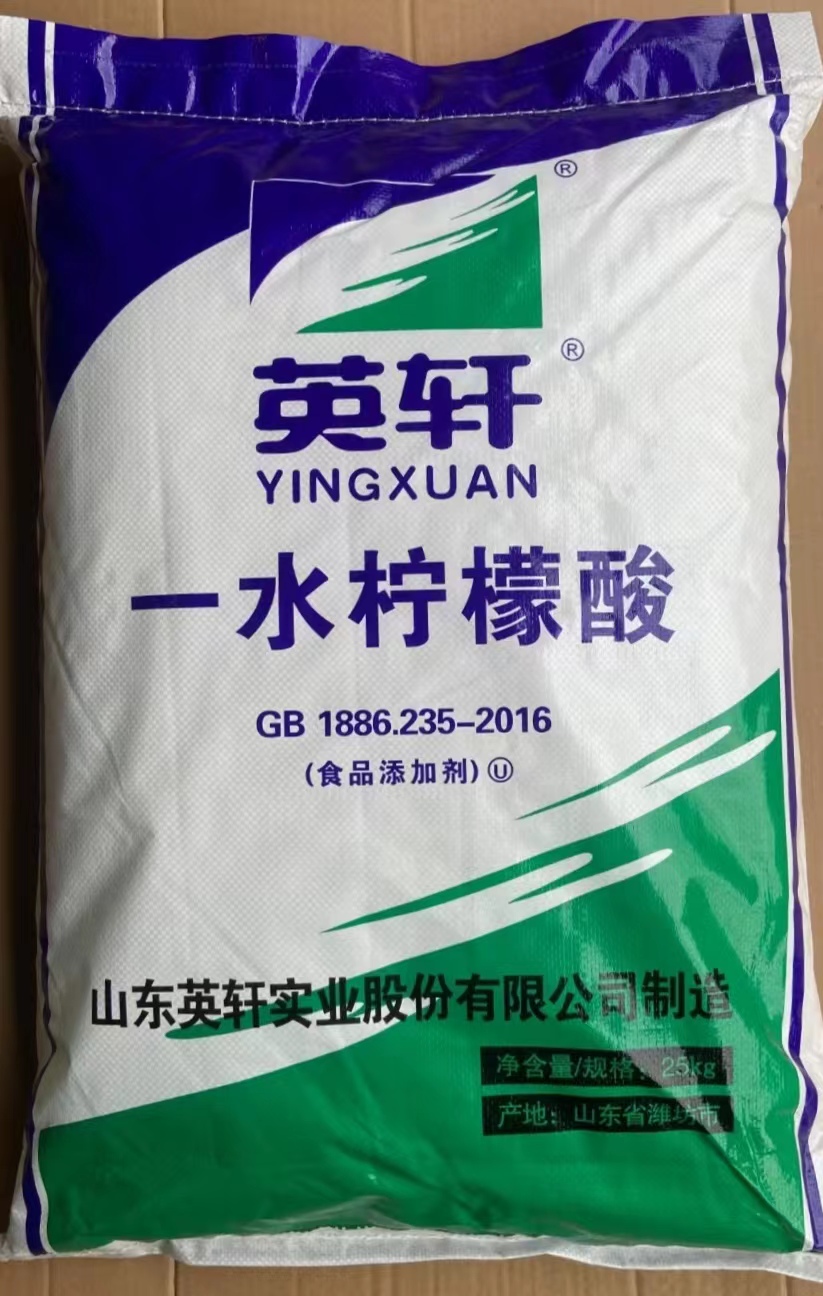 ®
英轩®
YINGXUAN
一水柠檬酸
GB 1886.235-2016
(食品添加剂)Ⓤ
山东英轩实业股份有限公司制造
净含量/规格：25kg
产地：山东省潍坊市